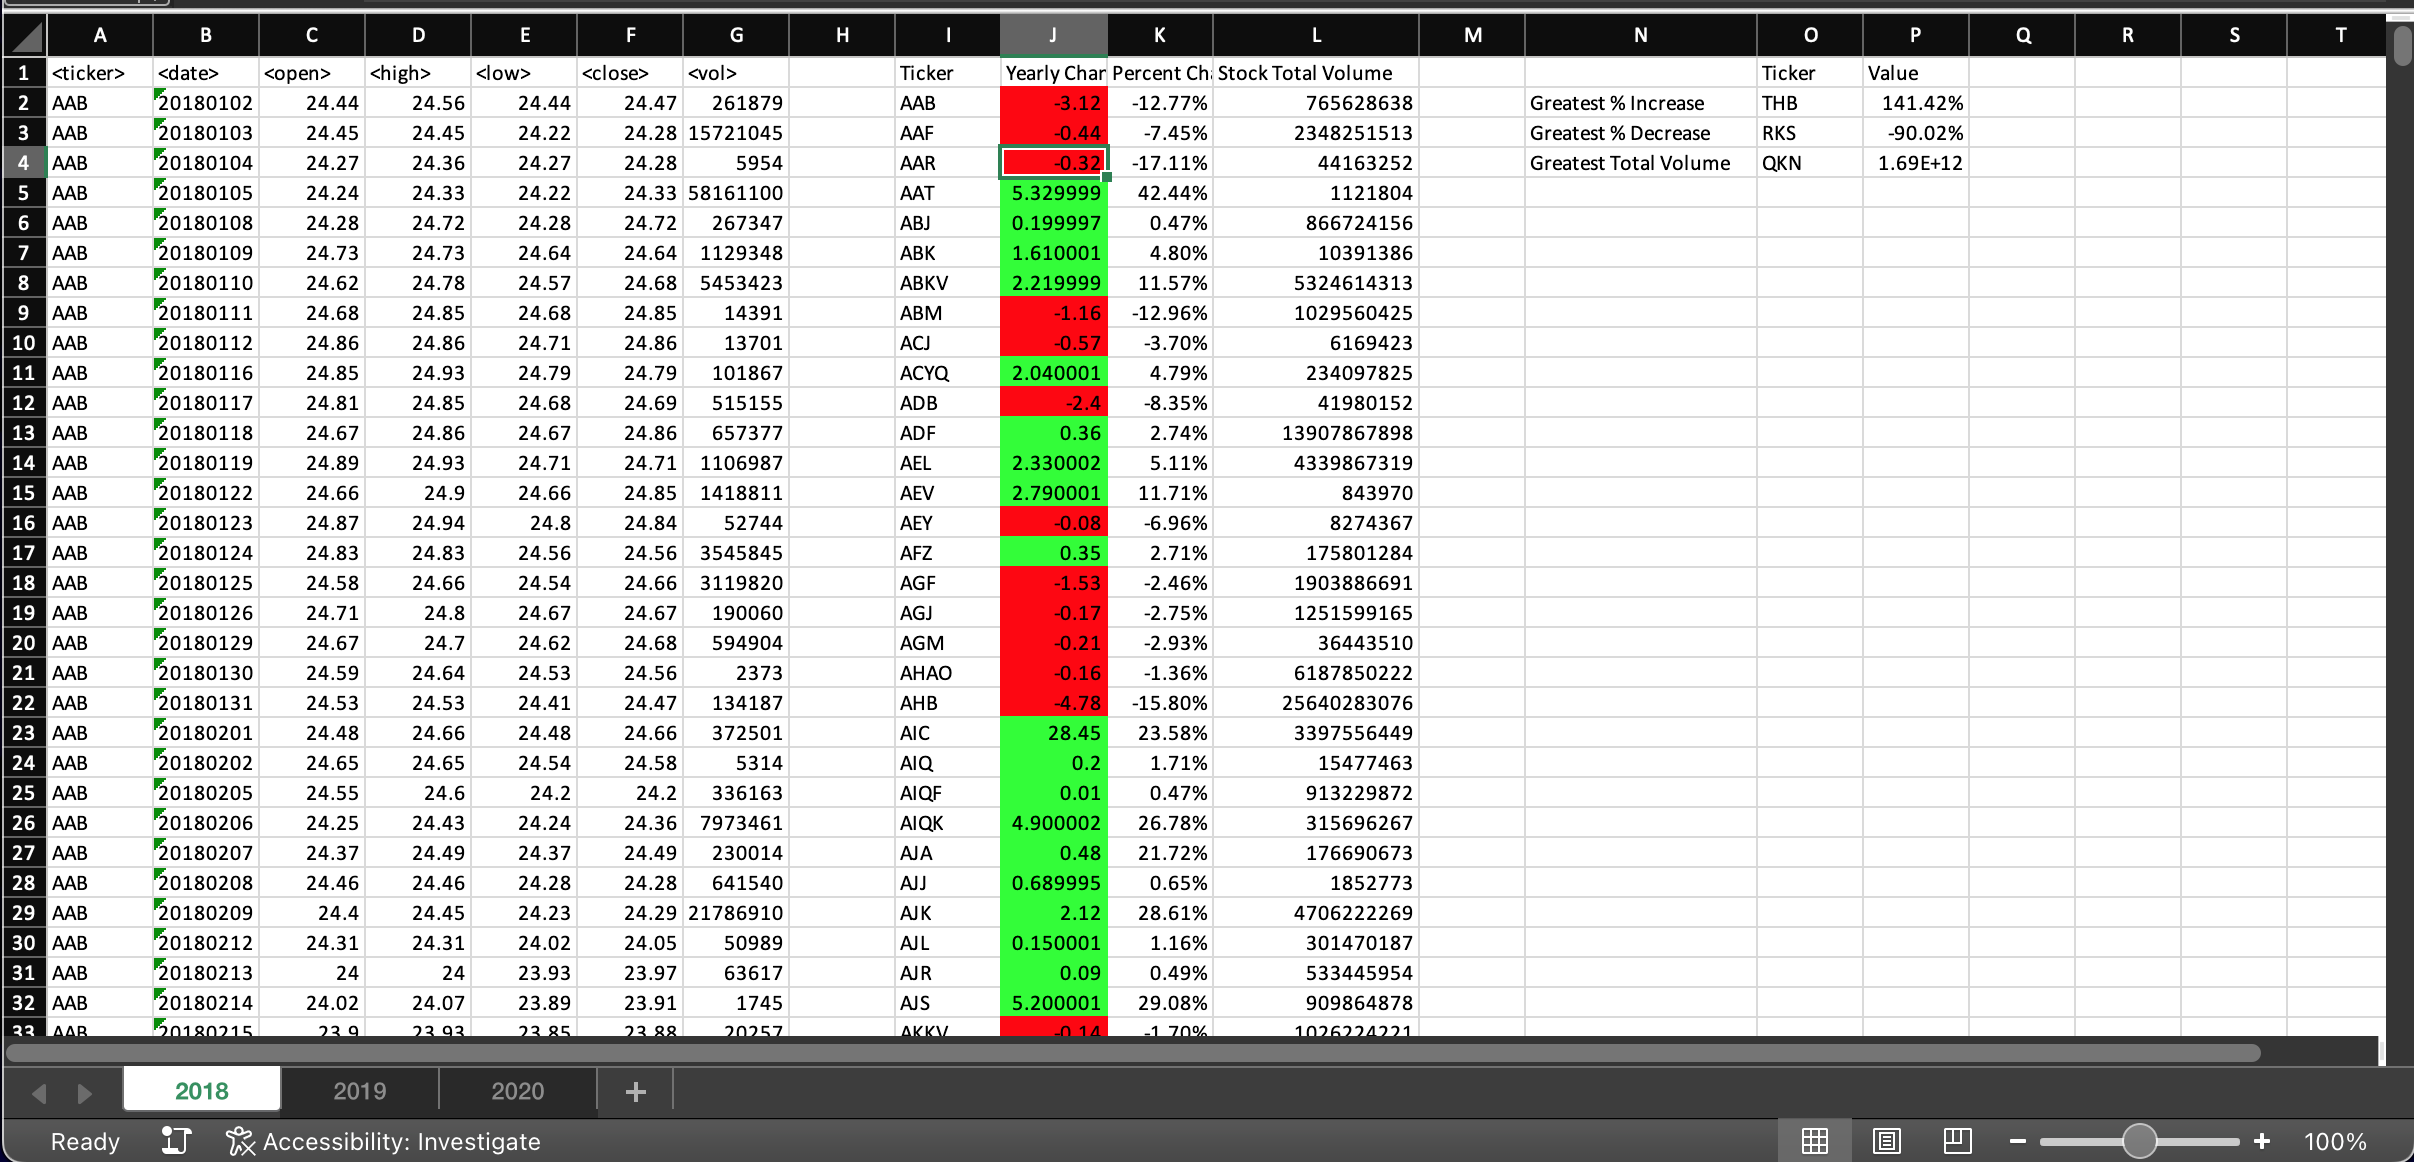 A B C D E F G H I J K L M N O P Q R S T
1 <ticker> <date> <open> <high> <low> <close> <vol> Ticker Yearly Char Percent Ch Stock Total Volume Ticker Value
2 AAB 20180102 24.44 24.56 24.44 24.47 261879 AAB -3.12 -12.77% 765628638 Greatest % Increase THB 141.42%
3 AAB 20180103 24.45 24.45 24.22 24.28 15721045 AAF -0.44 -7.45% 2348251513 Greatest % Decrease RKS -90.02%
4 AAB 20180104 24.27 24.36 24.27 24.28 5954 AAR -0.32 -17.11% 44163252 Greatest Total Volume QKN 1.69E+12
5 AAB 20180105 24.24 24.33 24.22 24.33 58161100 AAT 5.329999 42.44% 1121804
6 AAB 20180108 24.28 24.72 24.28 24.72 267347 ABJ 0.199997 0.47% 866724156
7 AAB 20180109 24.73 24.73 24.64 24.64 1129348 ABK 1.610001 4.80% 10391386
8 AAB 20180110 24.62 24.78 24.57 24.68 5453423 ABKV 2.219999 11.57% 5324614313
9 AAB 20180111 24.68 24.85 24.68 24.85 14391 ABM -1.16 -12.96% 1029560425
10 AAB 20180112 24.86 24.86 24.71 24.86 13701 ACJ -0.57 -3.70% 6169423
11 AAB 20180116 24.85 24.93 24.79 24.79 101867 ACYQ 2.040001 4.79% 234097825
12 AAB 20180117 24.81 24.85 24.68 24.69 515155 ADB -2.4 -8.35% 41980152
13 AAB 20180118 24.67 24.86 24.67 24.86 657377 ADF 0.36 2.74% 13907867898
14 AAB 20180119 24.89 24.93 24.71 24.71 1106987 AEL 2.330002 5.11% 4339867319
15 AAB 20180122 24.66 24.9 24.66 24.85 1418811 AEV 2.790001 11.71% 843970
16 AAB 20180123 24.87 24.94 24.8 24.84 52744 AEY -0.08 -6.96% 8274367
17 AAB 20180124 24.83 24.83 24.56 24.56 3545845 AFZ 0.35 2.71% 175801284
18 AAB 20180125 24.58 24.66 24.54 24.66 3119820 AGF -1.53 -2.46% 1903886691
19 AAB 20180126 24.71 24.8 24.67 24.67 190060 AGJ -0.17 -2.75% 1251599165
20 AAB 20180129 24.67 24.7 24.62 24.68 594904 AGM -0.21 -2.93% 36443510
21 AAB 20180130 24.59 24.64 24.53 24.56 2373 AHAO -0.16 -1.36% 6187850222
22 AAB 20180131 24.53 24.53 24.41 24.47 134187 AHB -4.78 -15.80% 25640283076
23 AAB 20180201 24.48 24.66 24.48 24.66 372501 AIC 28.45 23.58% 3397556449
24 AAB 20180202 24.65 24.65 24.54 24.58 5314 AIQ 0.2 1.71% 15477463
25 AAB 20180205 24.55 24.6 24.2 24.2 336163 AIQF 0.01 0.47% 913229872
26 AAB 20180206 24.25 24.43 24.24 24.36 7973461 AIQK 4.900002 26.78% 315696267
27 AAB 20180207 24.37 24.49 24.37 24.49 230014 AJA 0.48 21.72% 176690673
28 AAB 20180208 24.46 24.46 24.28 24.28 641540 AJJ 0.689995 0.65% 1852773
29 AAB 20180209 24.4 24.45 24.23 24.29 21786910 AJK 2.12 28.61% 4706222269
30 AAB 20180212 24.31 24.31 24.02 24.05 50989 AJL 0.150001 1.16% 301470187
31 AAB 20180213 24 24 23.93 23.97 63617 AJR 0.09 0.49% 533445954
32 AAB 20180214 24.02 24.07 23.89 23.91 1745 AJS 5.200001 29.08% 909864878
33 AAB 20180215 23.9 23.93 23.85 23.88 20257 AKKV -0.14 -1.70% 1026224221
2018 2019 2020 +
Ready Accessibility: Investigate − + 100%